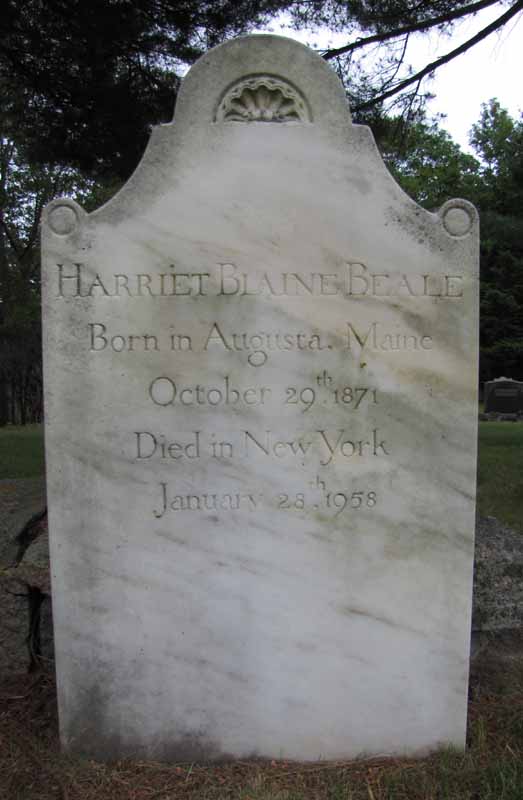 HARRIET BLAINE BEALE
Born in Augusta. Maine
October 29th. 1871
Died in New York
January 28th. 1958